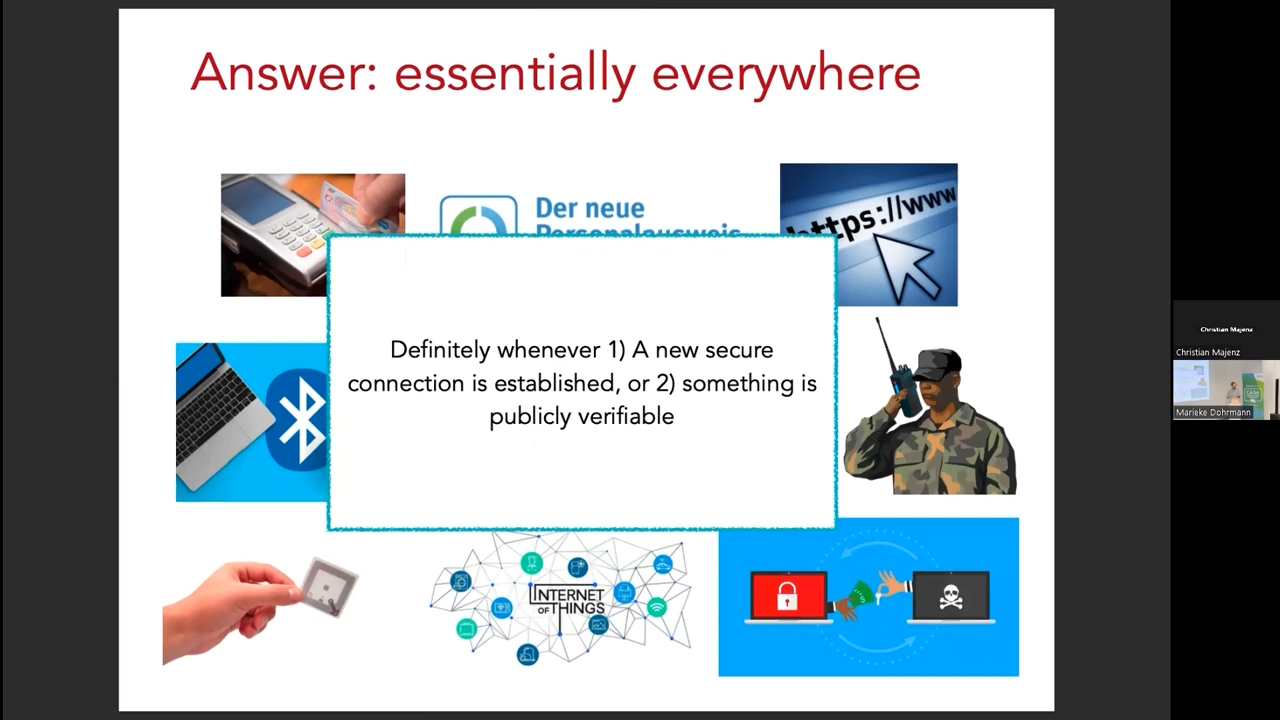 Answer: essentially everywhere
Der neue
Personalausweis
https://www
Definitely whenever 1) A new secure
connection is established, or 2) something is
publicly verifiable
INTERNET
OF THINGS
Christian Majenz
Christian Majenz
Marieke Dohrmann